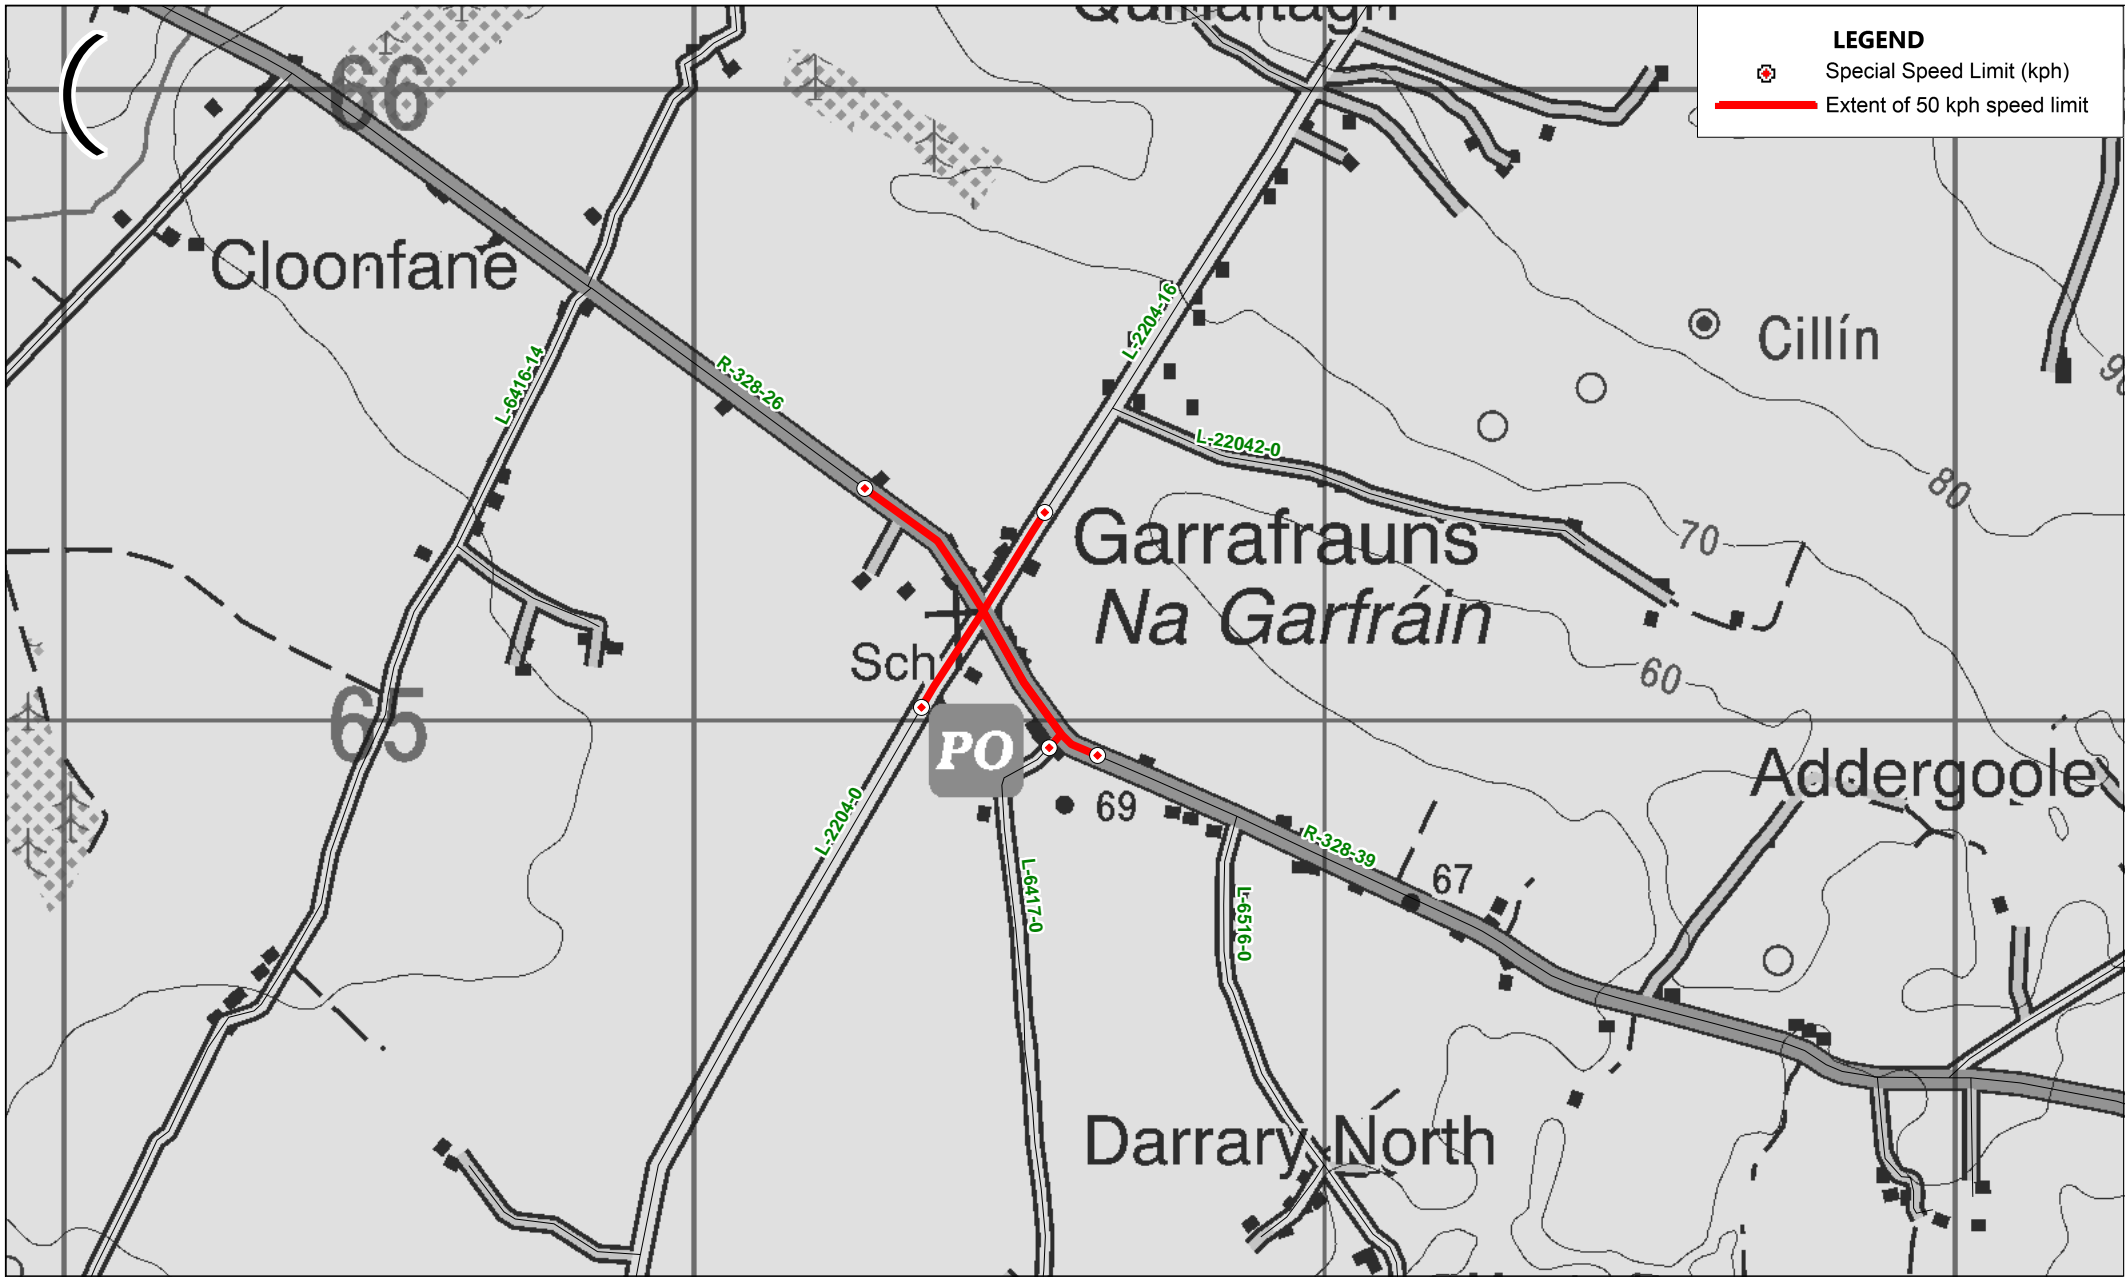 LEGEND
Special Speed Limit (kph)
Extent of 50 kph speed limit
66
Cloonfane
L-2204-16
Cillín
L-6416-14
R-328-26
L-22042-0
80
70
Garrafrauns
Na Garfráin
60
Sch
65
PO
Addergoole
69
L-2204-0
R-328-39
67
L-6417-0
L-6516-0
Darrary North